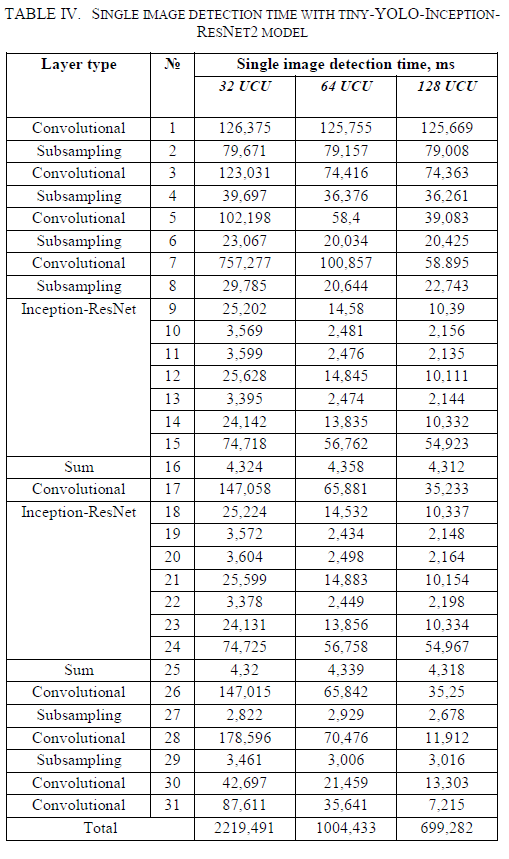 TABLE IV. SINGLE IMAGE DETECTION TIME WITH TINY-YOLO-INCEPTION-
RESNET2 MODEL
Layer type № Single image detection time, ms
32 UCU 64 UCU 128 UCU
Convolutional 1 126,375 125,755 125,669
Subsampling 2 79,671 79,157 79,008
Convolutional 3 123,031 74,416 74,363
Subsampling 4 39,697 36,376 36,261
Convolutional 5 102,198 58,4 39,083
Subsampling 6 23,067 20,034 20,425
Convolutional 7 757,277 100,857 58.895
Subsampling 8 29,785 20,644 22,743
Inception-ResNet 9 25,202 14,58 10,39
10 3,569 2,481 2,156
11 3,599 2,476 2,135
12 25,628 14,845 10,111
13 3,395 2,474 2,144
14 24,142 13,835 10,332
15 74,718 56,762 54,923
Sum 16 4,324 4,358 4,312
Convolutional 17 147,058 65,881 35,233
Inception-ResNet 18 25,224 14,532 10,337
19 3,572 2,434 2,148
20 3,604 2,498 2,164
21 25,599 14,883 10,154
22 3,378 2,449 2,198
23 24,131 13,856 10,334
24 74,725 56,758 54,967
Sum 25 4,32 4,339 4,318
Convolutional 26 147,015 65,842 35,25
Subsampling 27 2,822 2,929 2,678
Convolutional 28 178,596 70,476 11,912
Subsampling 29 3,461 3,006 3,016
Convolutional 30 42,697 21,459 13,303
Convolutional 31 87,611 35,641 7,215
Total 2219,491 1004,433 699,282